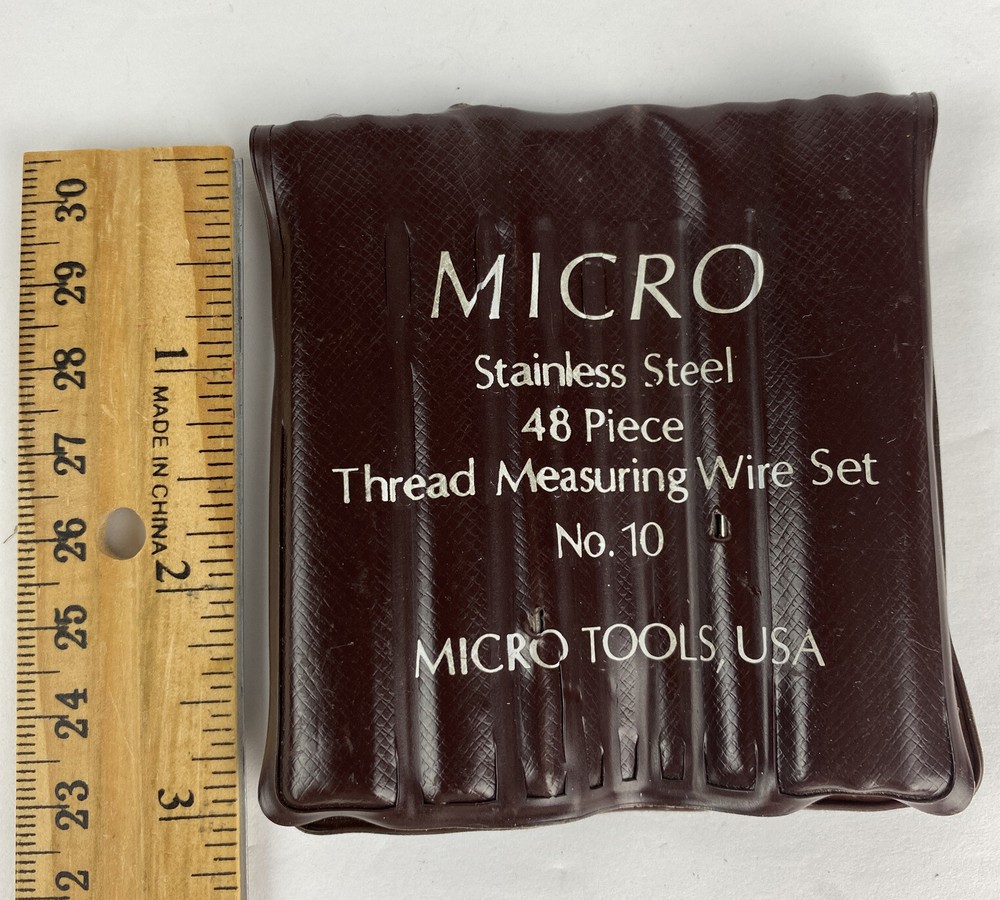 MICRO
Stainless Steel
48 Piece
Thread Measuring Wire Set
No. 10
MICRO TOOLS, USA
30
29
28
27
26
25
24
23
2
1
MADE IN CHINA
2
3